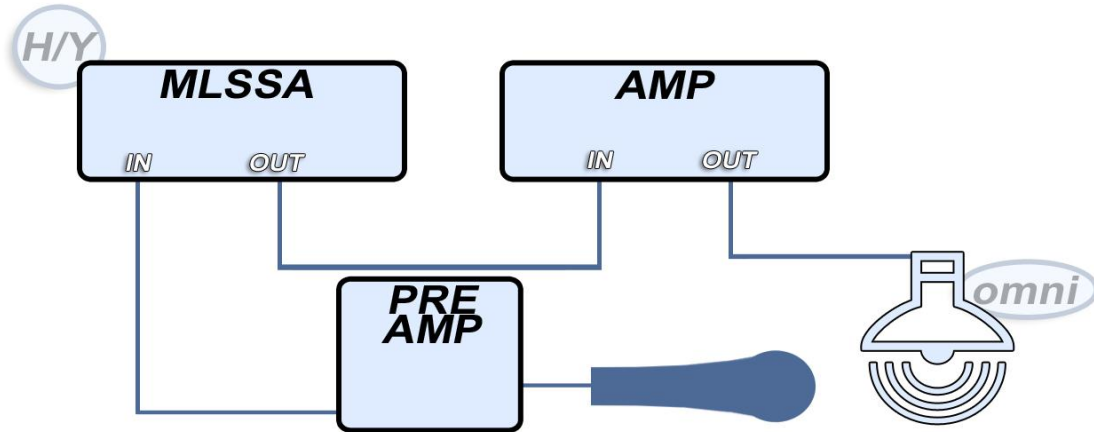 H/Y
MLSSA
AMP
IN
OUT
IN
OUT
PRE
AMP
omni